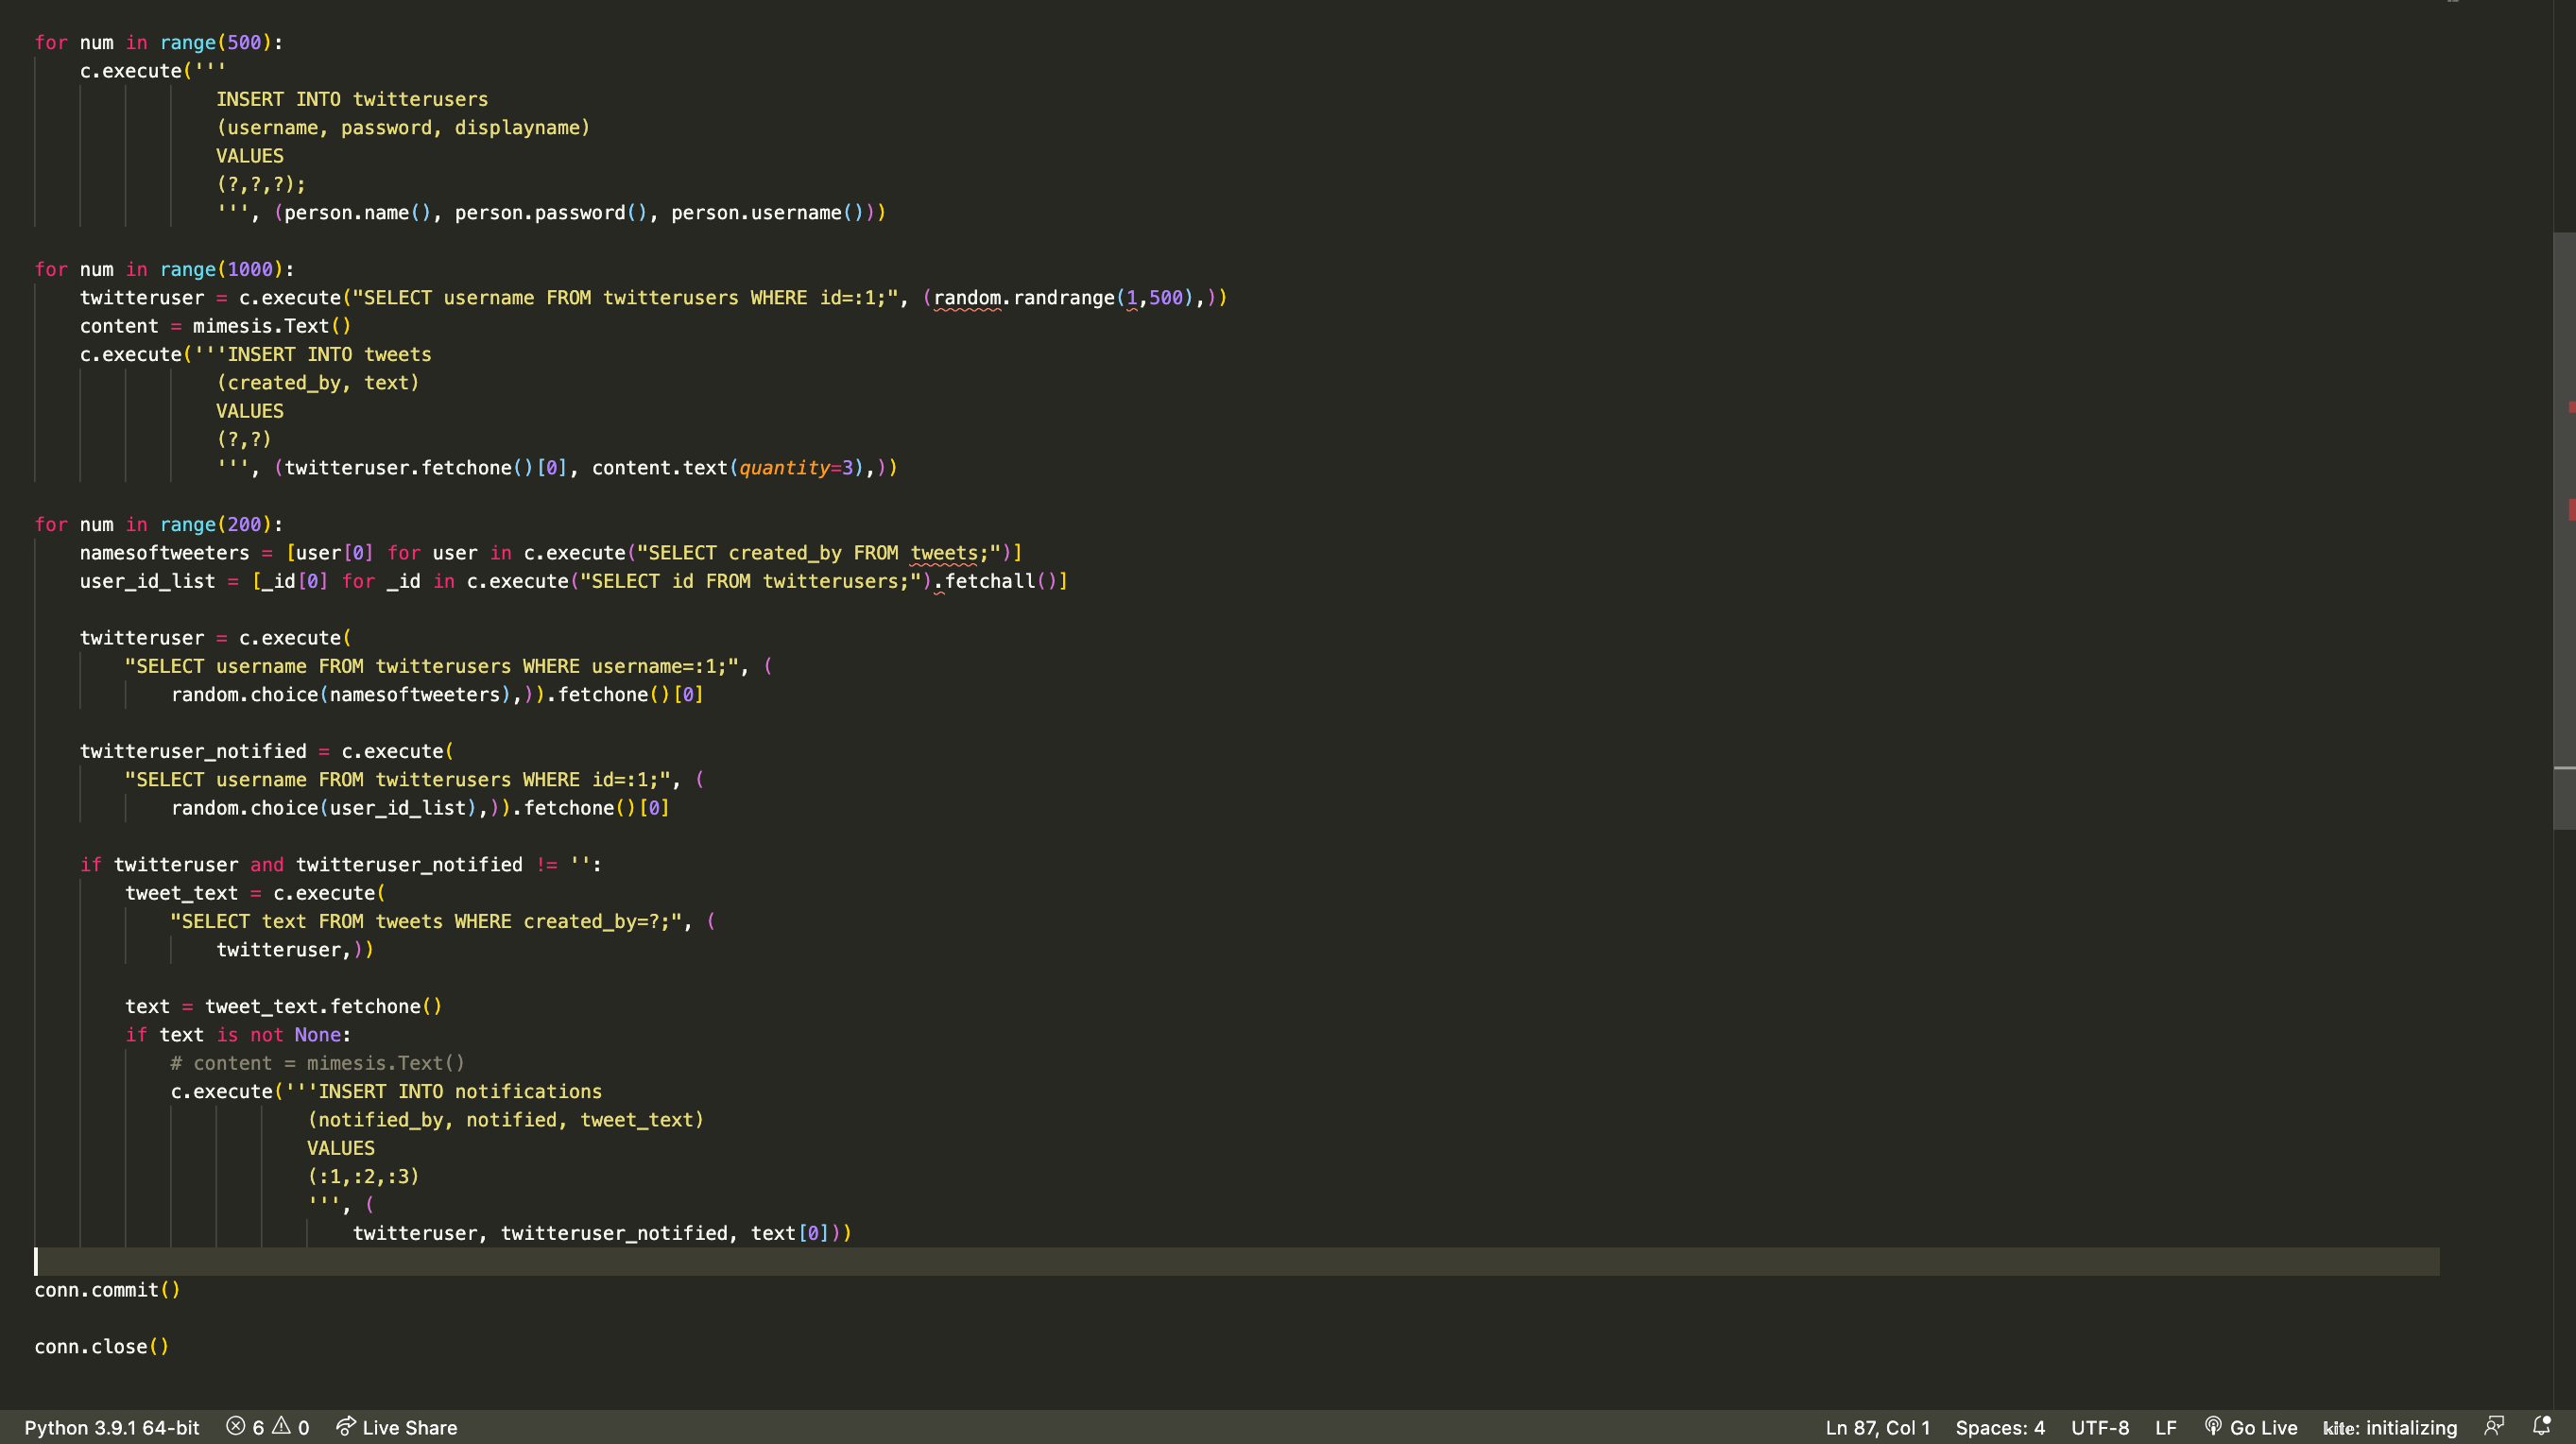 for num in range(500):
    c.execute('''
                INSERT INTO twitterusers
                (username, password, displayname)
                VALUES
                (?,?,?);
                ''', (person.name(), person.password(), person.username()))

for num in range(1000):
    twitteruser = c.execute("SELECT username FROM twitterusers WHERE id=:1;", (random.randrange(1,500),))
    content = mimesis.Text()
    c.execute('''INSERT INTO tweets
                (created_by, text)
                VALUES
                (?,?)
                ''', (twitteruser.fetchone()[0], content.text(quantity=3),))

for num in range(200):
    namesoftweeters = [user[0] for user in c.execute("SELECT created_by FROM tweets;")]
    user_id_list = [_id[0] for _id in c.execute("SELECT id FROM twitterusers;").fetchall()]

    twitteruser = c.execute(
        "SELECT username FROM twitterusers WHERE username=:1;", (
            random.choice(namesoftweeters),)).fetchone()[0]

    twitteruser_notified = c.execute(
        "SELECT username FROM twitterusers WHERE id=:1;", (
            random.choice(user_id_list),)).fetchone()[0]

    if twitteruser and twitteruser_notified != '':
        tweet_text = c.execute(
            "SELECT text FROM tweets WHERE created_by=?;", (
                twitteruser,))

        text = tweet_text.fetchone()
        if text is not None:
            # content = mimesis.Text()
            c.execute('''INSERT INTO notifications
                        (notified_by, notified, tweet_text)
                        VALUES
                        (:1,:2,:3)
                        ''', (
                            twitteruser, twitteruser_notified, text[0]))

conn.commit()

conn.close()
Python 3.9.1 64-bit 6 0 Live Share Ln 87, Col 1 Spaces: 4 UTF-8 LF Go Live kite: initializing